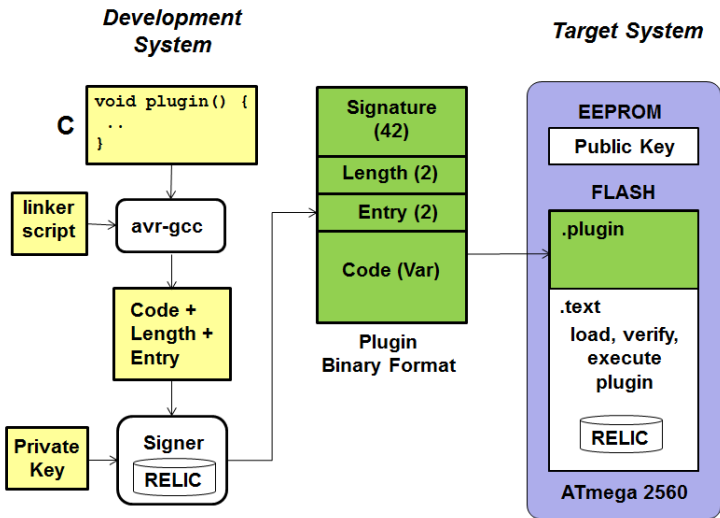 Development
System
C
void plugin() {
..
}
linker
script
avr-gcc
Code +
Length +
Entry
Private
Key
Signer
RELIC
Signature
(42)
Length (2)
Entry (2)
Code (Var)
Plugin
Binary Format
Target System
EEPROM
Public Key
FLASH
.plugin
.text
load, verify,
execute
plugin
RELIC
ATmega 2560